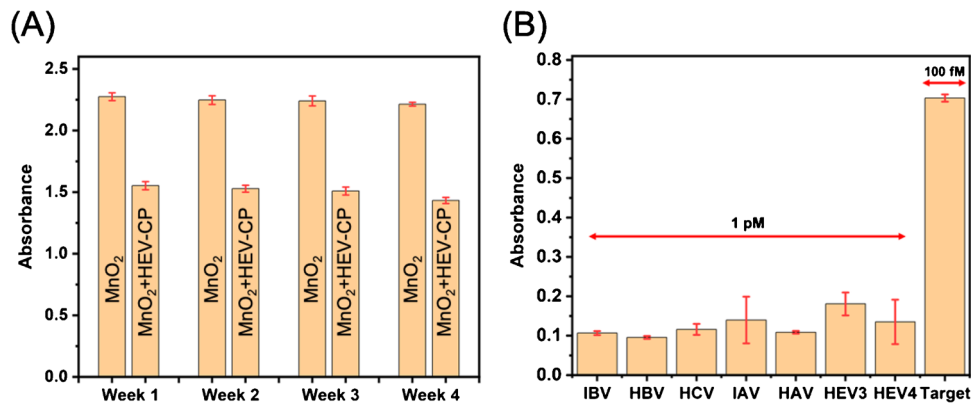 (A)
Absorbance
2.5
2.0
1.5
1.0
0.5
0.0
MnO2
MnO2+HEV-CP
MnO2
MnO2+HEV-CP
MnO2
MnO2+HEV-CP
MnO2
MnO2+HEV-CP
Week 1 Week 2 Week 3 Week 4
(B)
Absorbance
0.8
0.7
0.6
0.5
0.4
0.3
0.2
0.1
0.0
100 fM
1 pM
IBV HBV HCV IAV HAV HEV3 HEV4 Target